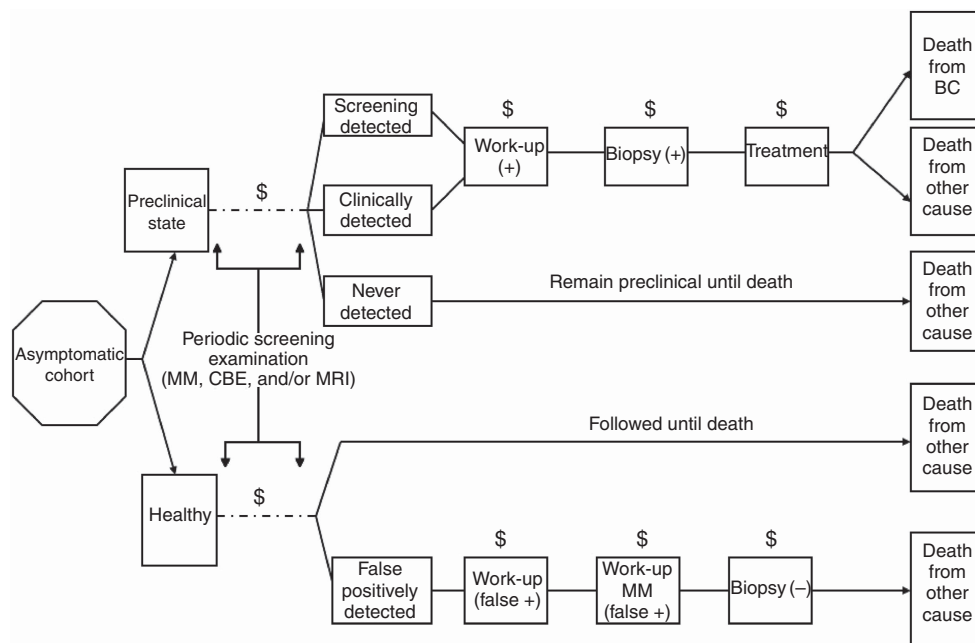 Death
from
BC
Screening
detected
$
$
$
Work-up
(+)
Biopsy (+)
Treatment
Death
from
other
cause
Preclinical
state
$
Clinically
detected
Never
detected
Remain preclinical until death
Death
from
other
cause
Asymptomatic
cohort
Periodic screening
examination
(MM, CBE, and/or MRI)
Followed until death
Death
from
other
cause
Healthy
$
False
positively
detected
$
$
$
Work-up
(false +)
Work-up
MM
(false +)
Biopsy (–)
Death
from
other
cause